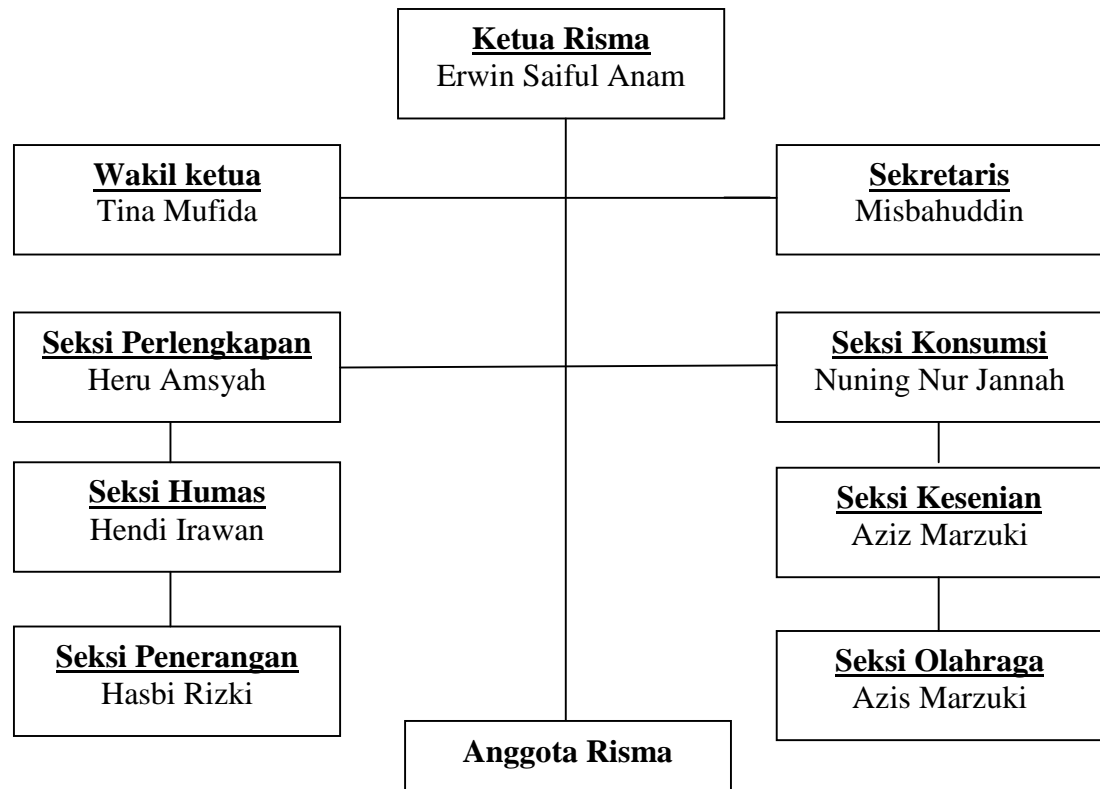 Ketua Risma
Erwin Saiful Anam
Wakil ketua
Tina Mufida
Sekretaris
Misbahuddin
Seksi Perlengkapan
Heru Amsyah
Seksi Konsumsi
Nuning Nur Jannah
Seksi Humas
Hendi Irawan
Seksi Kesenian
Aziz Marzuki
Seksi Penerangan
Hasbi Rizki
Seksi Olahraga
Azis Marzuki
Anggota Risma